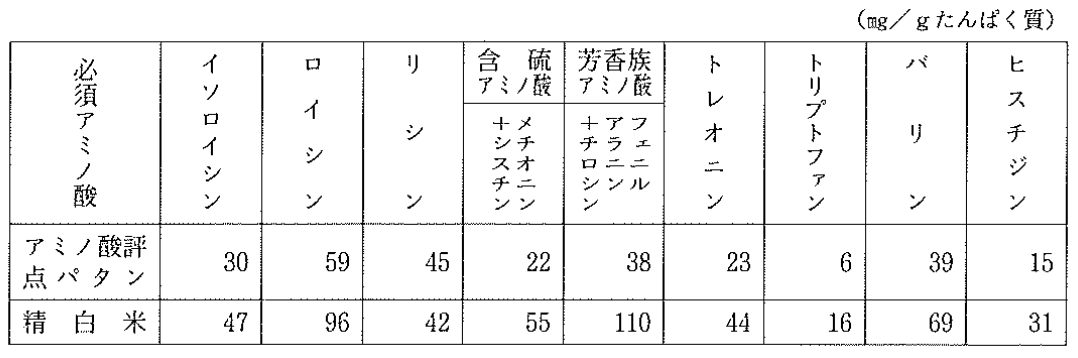 （mg／gたんぱく質）
必須アミノ酸 イソロイシン ロイシン リシン 含硫アミノ酸 メチオニン＋シスチン 芳香族アミノ酸 フェニルアラニン＋チロシン トレオニン トリプトファン バリン ヒスチジン
アミノ酸評点パタン 30 59 45 22 38 23 6 39 15
精白米 47 96 42 55 110 44 16 69 31